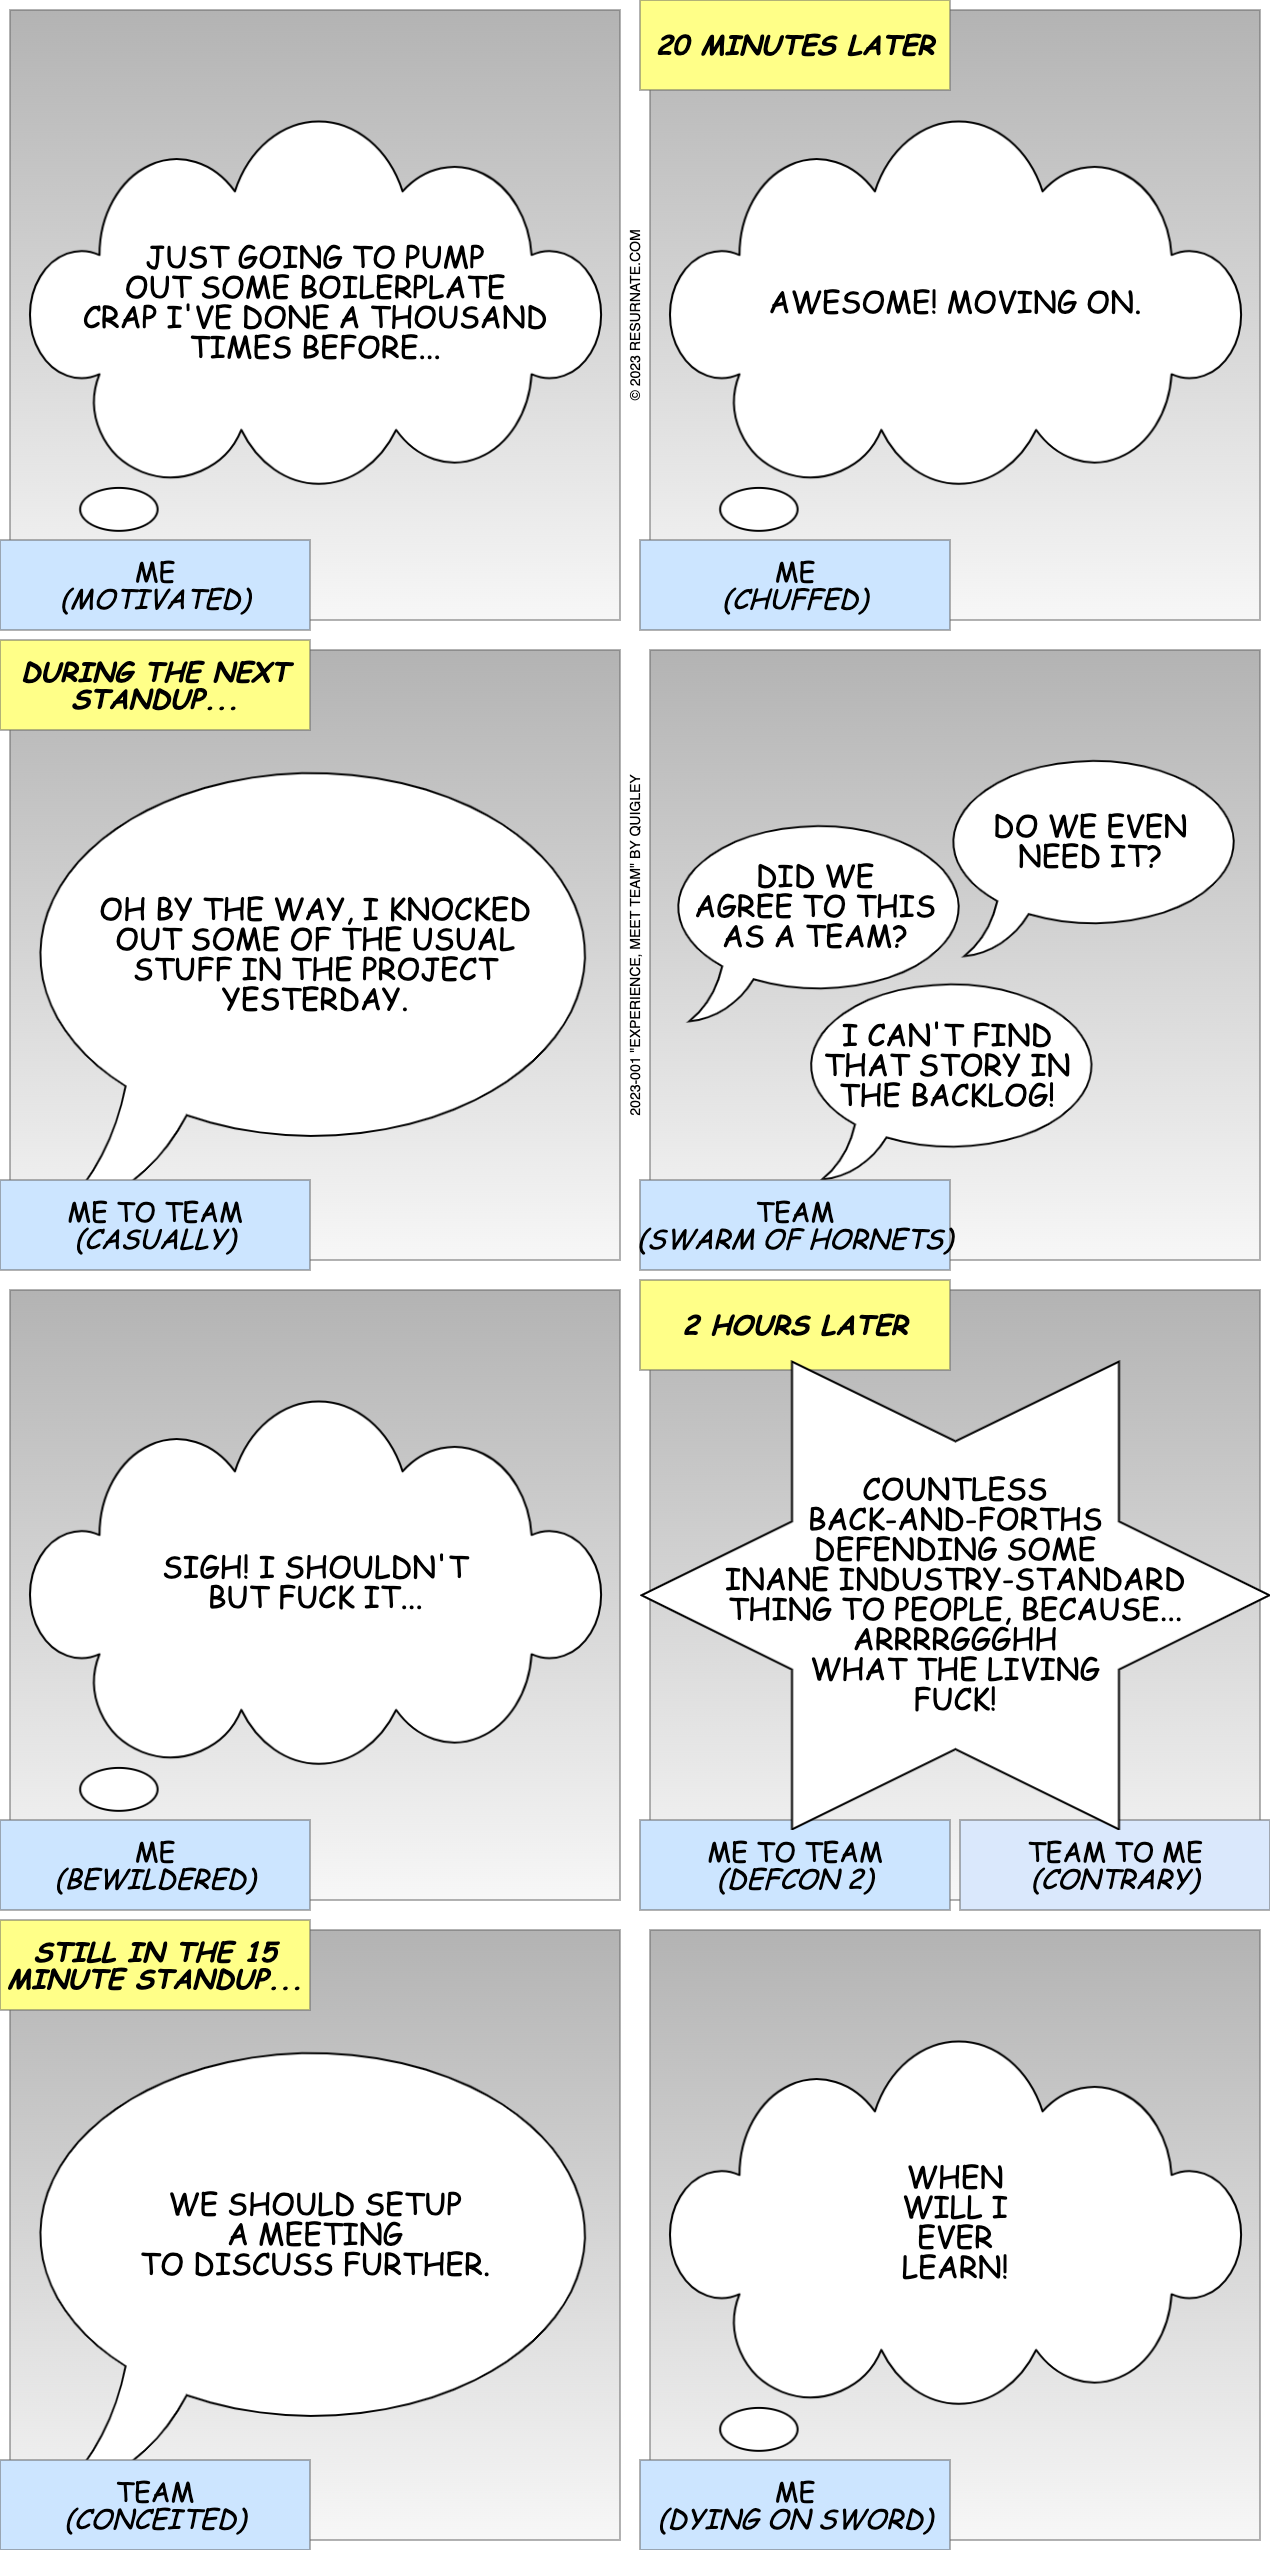 JUST GOING TO PUMP
OUT SOME BOILERPLATE
CRAP I'VE DONE A THOUSAND
TIMES BEFORE...
ME
(MOTIVATED)
© 2023 RESURNATE.COM
20 MINUTES LATER
AWESOME! MOVING ON.
ME
(CHUFFED)
DURING THE NEXT
STANDUP...
OH BY THE WAY, I KNOCKED
OUT SOME OF THE USUAL
STUFF IN THE PROJECT
YESTERDAY.
ME TO TEAM
(CASUALLY)
2023-001 "EXPERIENCE, MEET TEAM" BY QUIGLEY
DID WE
AGREE TO THIS
AS A TEAM?
DO WE EVEN
NEED IT?
I CAN'T FIND
THAT STORY IN
THE BACKLOG!
TEAM
(SWARM OF HORNETS)
SIGH! I SHOULDN'T
BUT FUCK IT...
ME
(BEWILDERED)
2 HOURS LATER
COUNTLESS
BACK-AND-FORTHS
DEFENDING SOME
INANE INDUSTRY-STANDARD
THING TO PEOPLE, BECAUSE...
ARRRRGGGHH
WHAT THE LIVING
FUCK!
ME TO TEAM
(DEFCON 2)
TEAM TO ME
(CONTRARY)
STILL IN THE 15
MINUTE STANDUP...
WE SHOULD SETUP
A MEETING
TO DISCUSS FURTHER.
TEAM
(CONCEITED)
WHEN
WILL I
EVER
LEARN!
ME
(DYING ON SWORD)